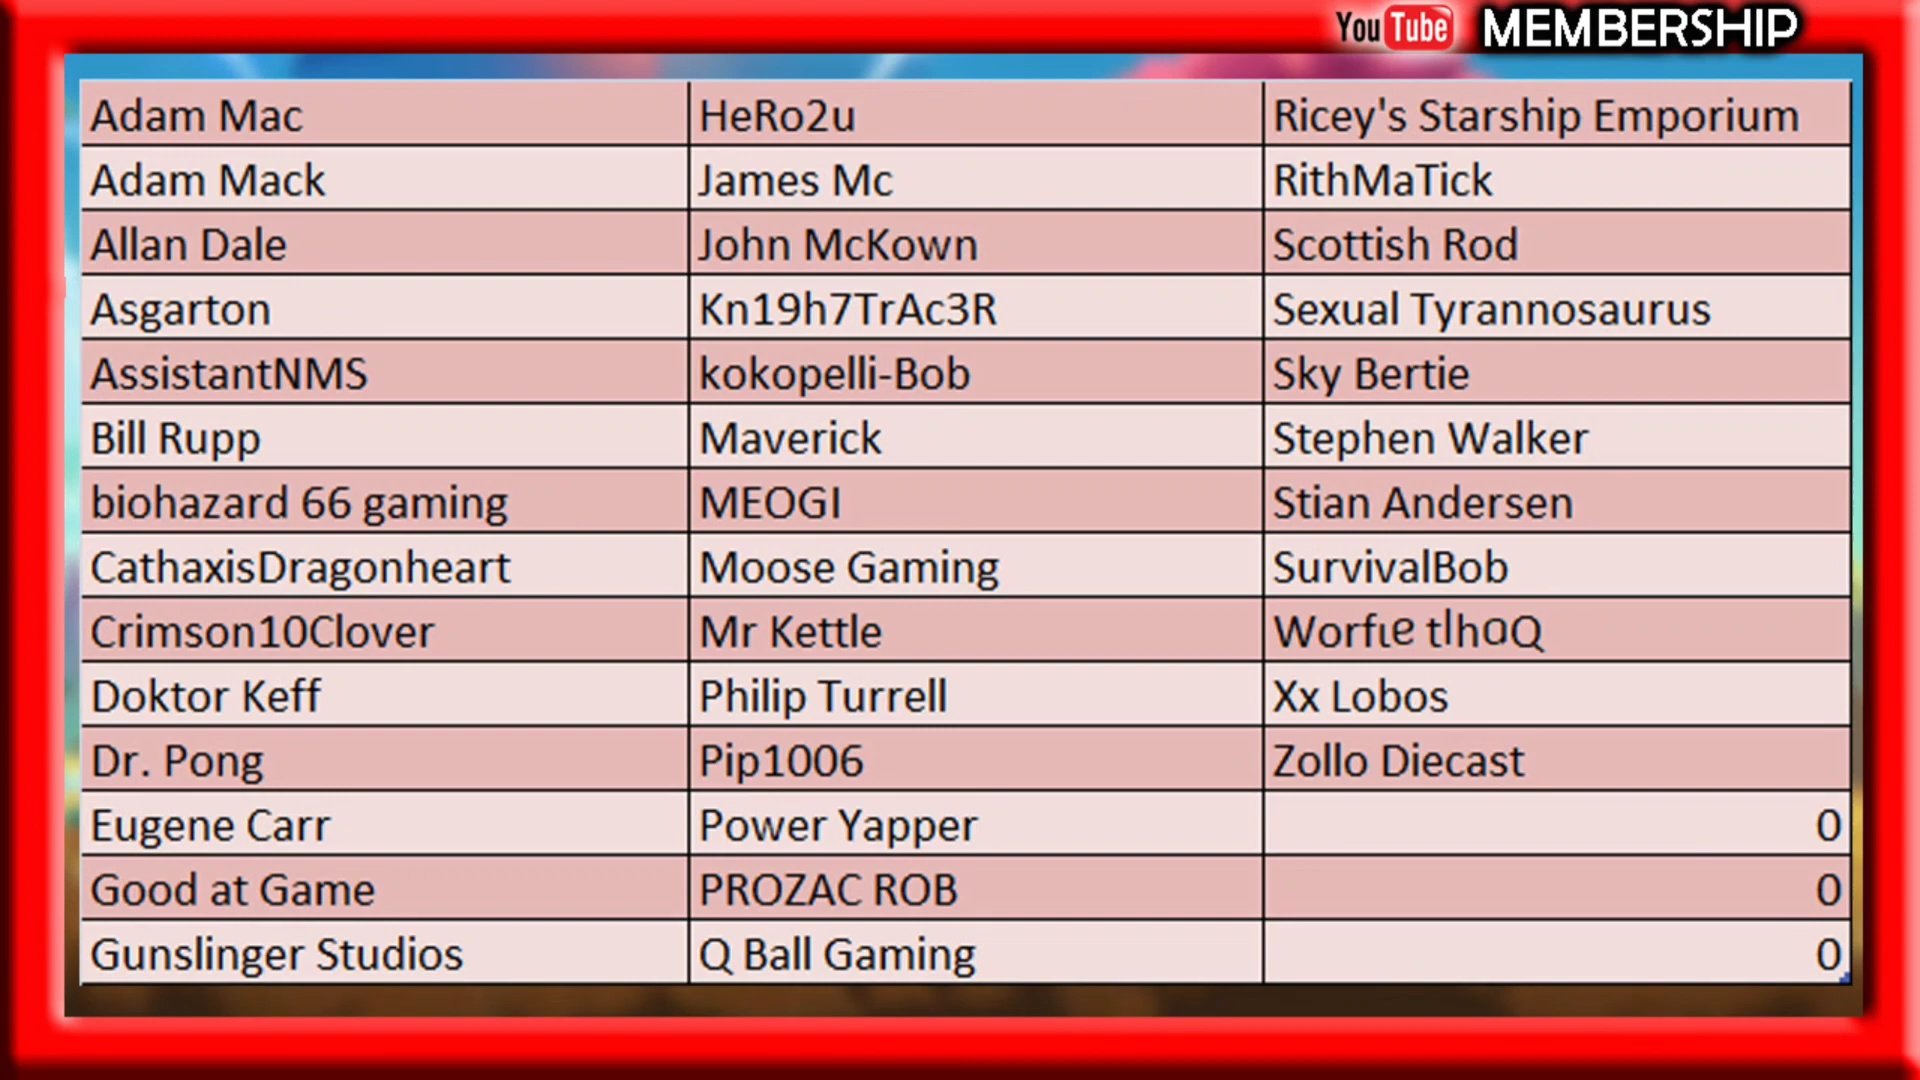 YouTube MEMBERSHIP
Adam Mac HeRo2u Ricey's Starship Emporium
Adam Mack James Mc RithMaTick
Allan Dale John McKown Scottish Rod
Asgarton Kn19h7TrAc3R Sexual Tyrannosaurus
AssistantNMS kokopelli-Bob Sky Bertie
Bill Rupp Maverick Stephen Walker
biohazard 66 gaming MEOGI Stian Andersen
CathaxisDragonheart Moose Gaming SurvivalBob
Crimson10Clover Mr Kettle Worfɩҽ tlhɑQ
Doktor Keff Philip Turrell Xx Lobos
Dr. Pong Pip1006 Zollo Diecast
Eugene Carr Power Yapper 0
Good at Game PROZAC ROB 0
Gunslinger Studios Q Ball Gaming 0